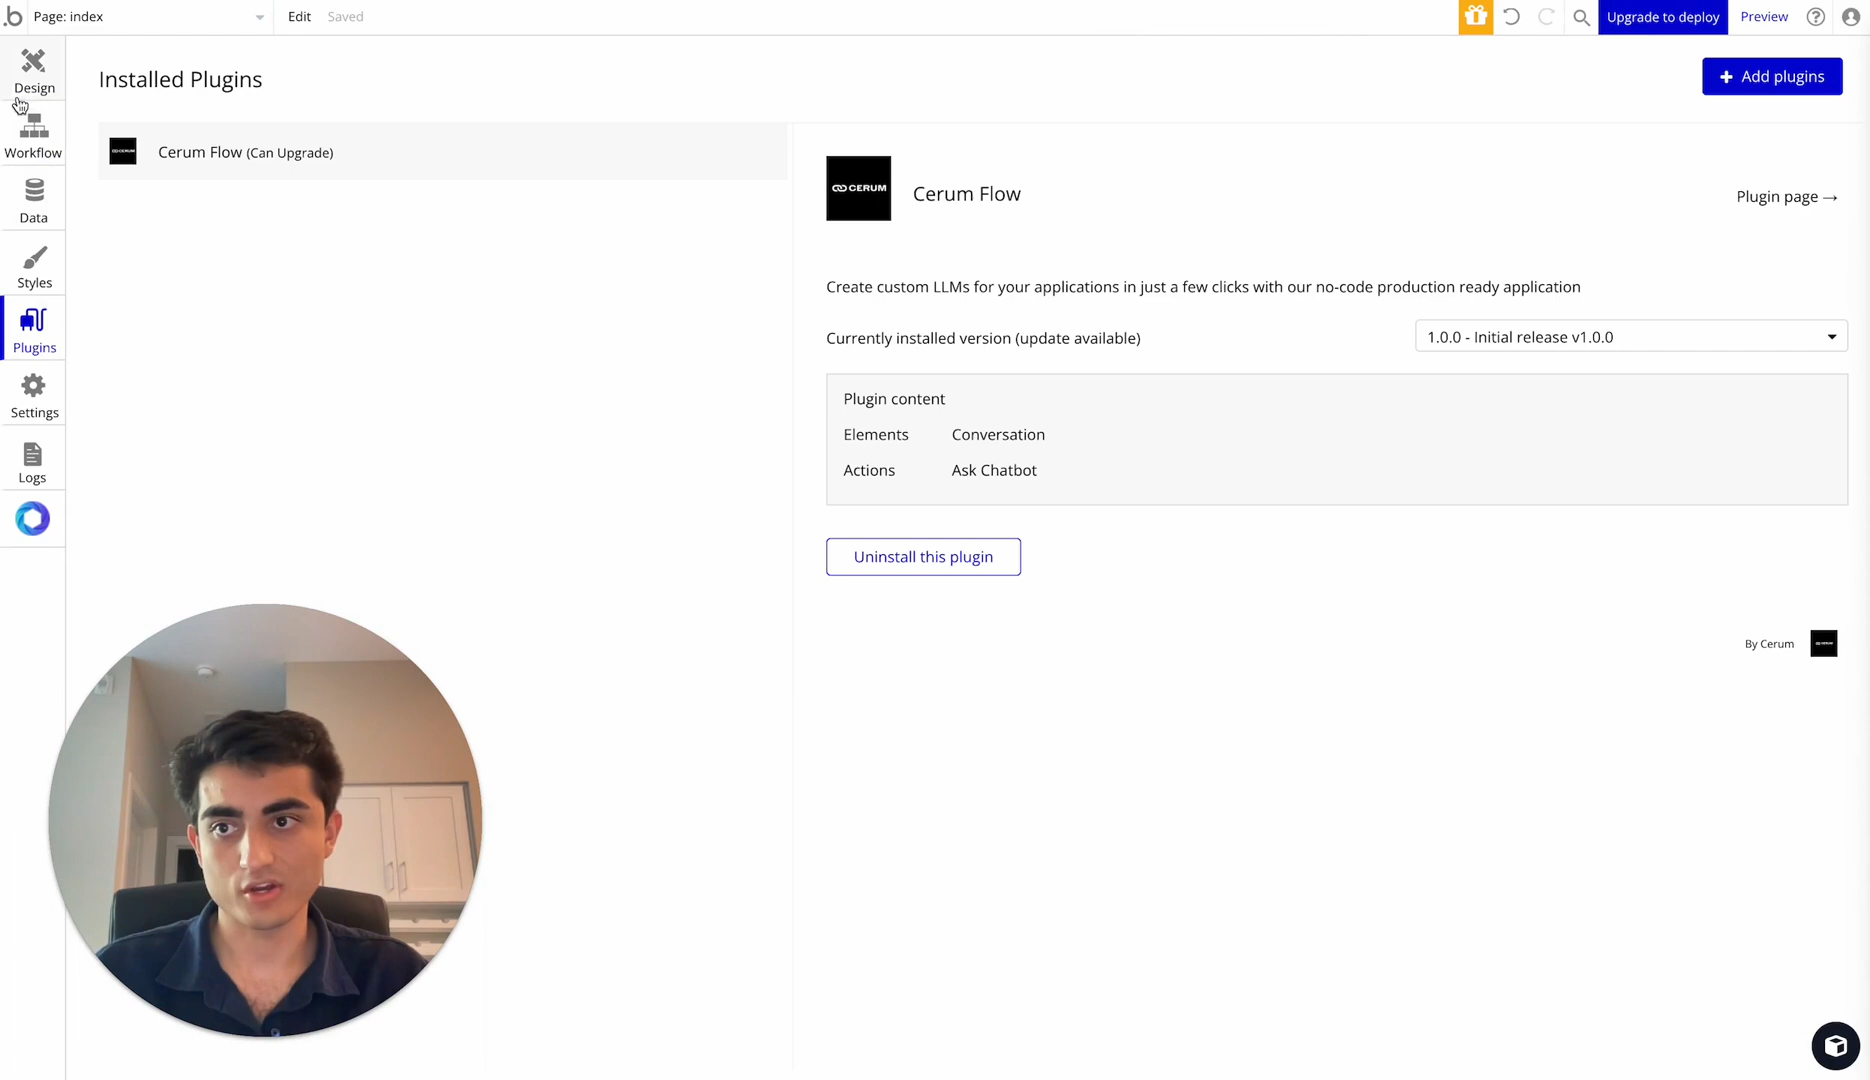 .b Page: index Edit Saved Upgrade to deploy Preview ?
Design
Workflow
Data
Styles
Plugins
Settings
Logs
Installed Plugins
+ Add plugins
CERUM Cerum Flow (Can Upgrade)
CERUM Cerum Flow
Plugin page →
Create custom LLMs for your applications in just a few clicks with our no-code production ready application
Currently installed version (update available) 1.0.0 - Initial release v1.0.0
Plugin content
Elements Conversation
Actions Ask Chatbot
Uninstall this plugin
By Cerum